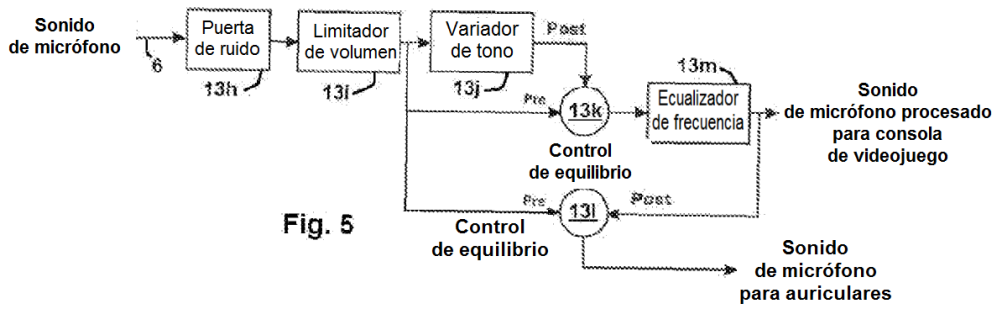 Sonido
de micrófono
6
Puerta
de ruido
13h
Limitador
de volumen
13i
Variador
de tono
13j
Post
Pre
13k
Control
de equilibrio
13m
Ecualizador
de frecuencia
Sonido
de micrófono procesado
para consola
de videojuego
Pre
13l
Post
Control
de equilibrio
Fig. 5
Sonido
de micrófono
para auriculares